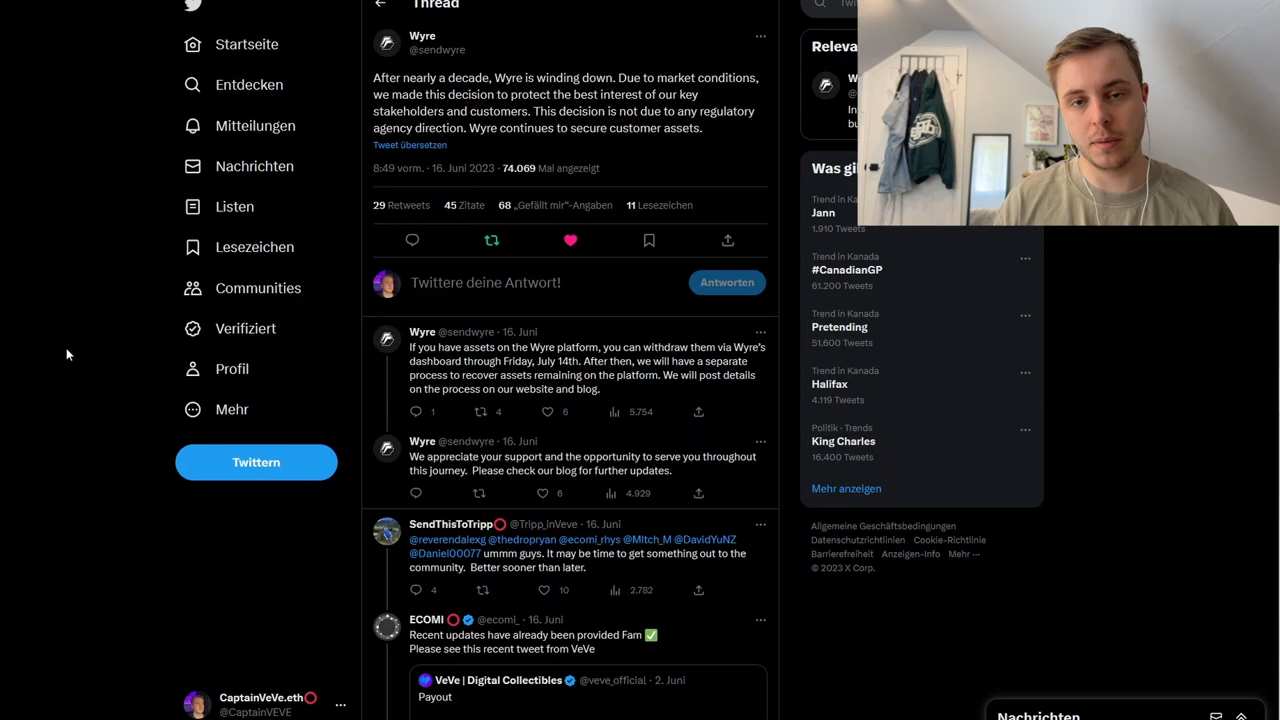 Thread
Startseite
Entdecken
Mitteilungen
Nachrichten
Listen
Lesezeichen
Communities
Verifiziert
Profil
Mehr
Twittern
CaptainVeVe.eth
@CaptainVEVE
Wyre
@sendwyre
After nearly a decade, Wyre is winding down. Due to market conditions,
we made this decision to protect the best interest of our key
stakeholders and customers. This decision is not due to any regulatory
agency direction. Wyre continues to secure customer assets.
Tweet übersetzen
8:49 vorm. · 16. Juni 2023 · 74.069 Mal angezeigt
29 Retweets 45 Zitate 68 „Gefällt mir“-Angaben 11 Lesezeichen
Twittere deine Antwort!
Antworten
Wyre @sendwyre · 16. Juni
If you have assets on the Wyre platform, you can withdraw them via Wyre’s
dashboard through Friday, July 14th. After then, we will have a separate
process to recover assets remaining on the platform. We will post details
on the process on our website and blog.
1 4 6 5.754
Wyre @sendwyre · 16. Juni
We appreciate your support and the opportunity to serve you throughout
this journey. Please check our blog for further updates.
6 4.929
SendThisToTripp⭕ @Tripp_inVeve · 16. Juni
@reverendalexg @thedropryan @ecomi_rhys @MItch_M @DavidYuNZ
@Daniel00077 ummm guys. It may be time to get something out to the
community. Better sooner than later.
4 10 2.782
ECOMI ⭕ @ecomi_ · 16. Juni
Recent updates have already been provided Fam ✅
Please see this recent tweet from VeVe
VeVe | Digital Collectibles @veve_official · 2. Juni
Payout
Releva
Was gi
Trend in Kanada
Jann
1.910 Tweets
Trend in Kanada
#CanadianGP
61.200 Tweets
Trend in Kanada
Pretending
51.600 Tweets
Trend in Kanada
Halifax
4.119 Tweets
Politik · Trends
King Charles
16.400 Tweets
Mehr anzeigen
Allgemeine Geschäftsbedingungen
Datenschutzrichtlinien Cookie-Richtlinie
Barrierefreiheit Anzeigen-Info Mehr ···
© 2023 X Corp.
Nachrichten